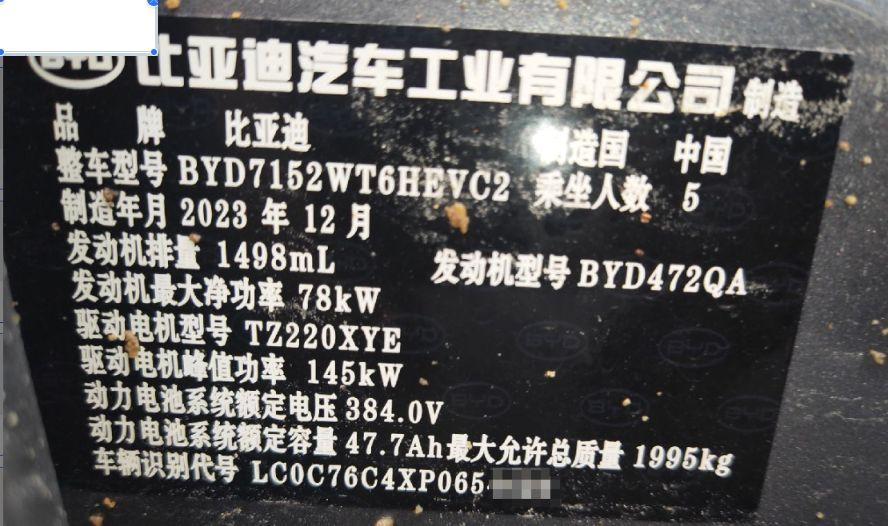 BYD 比亚迪汽车工业有限公司 制造
品 牌 比亚迪 制造国 中国
整车型号 BYD7152WT6HEVC2 乘坐人数 5
制造年月 2023 年 12 月
发动机排量 1498mL 发动机型号 BYD472QA
发动机最大净功率 78kW
驱动电机型号 TZ220XYE
驱动电机峰值功率 145kW
动力电池系统额定电压 384.0V
动力电池系统额定容量 47.7Ah 最大允许总质量 1995kg
车辆识别代号 LC0C76C4XP065